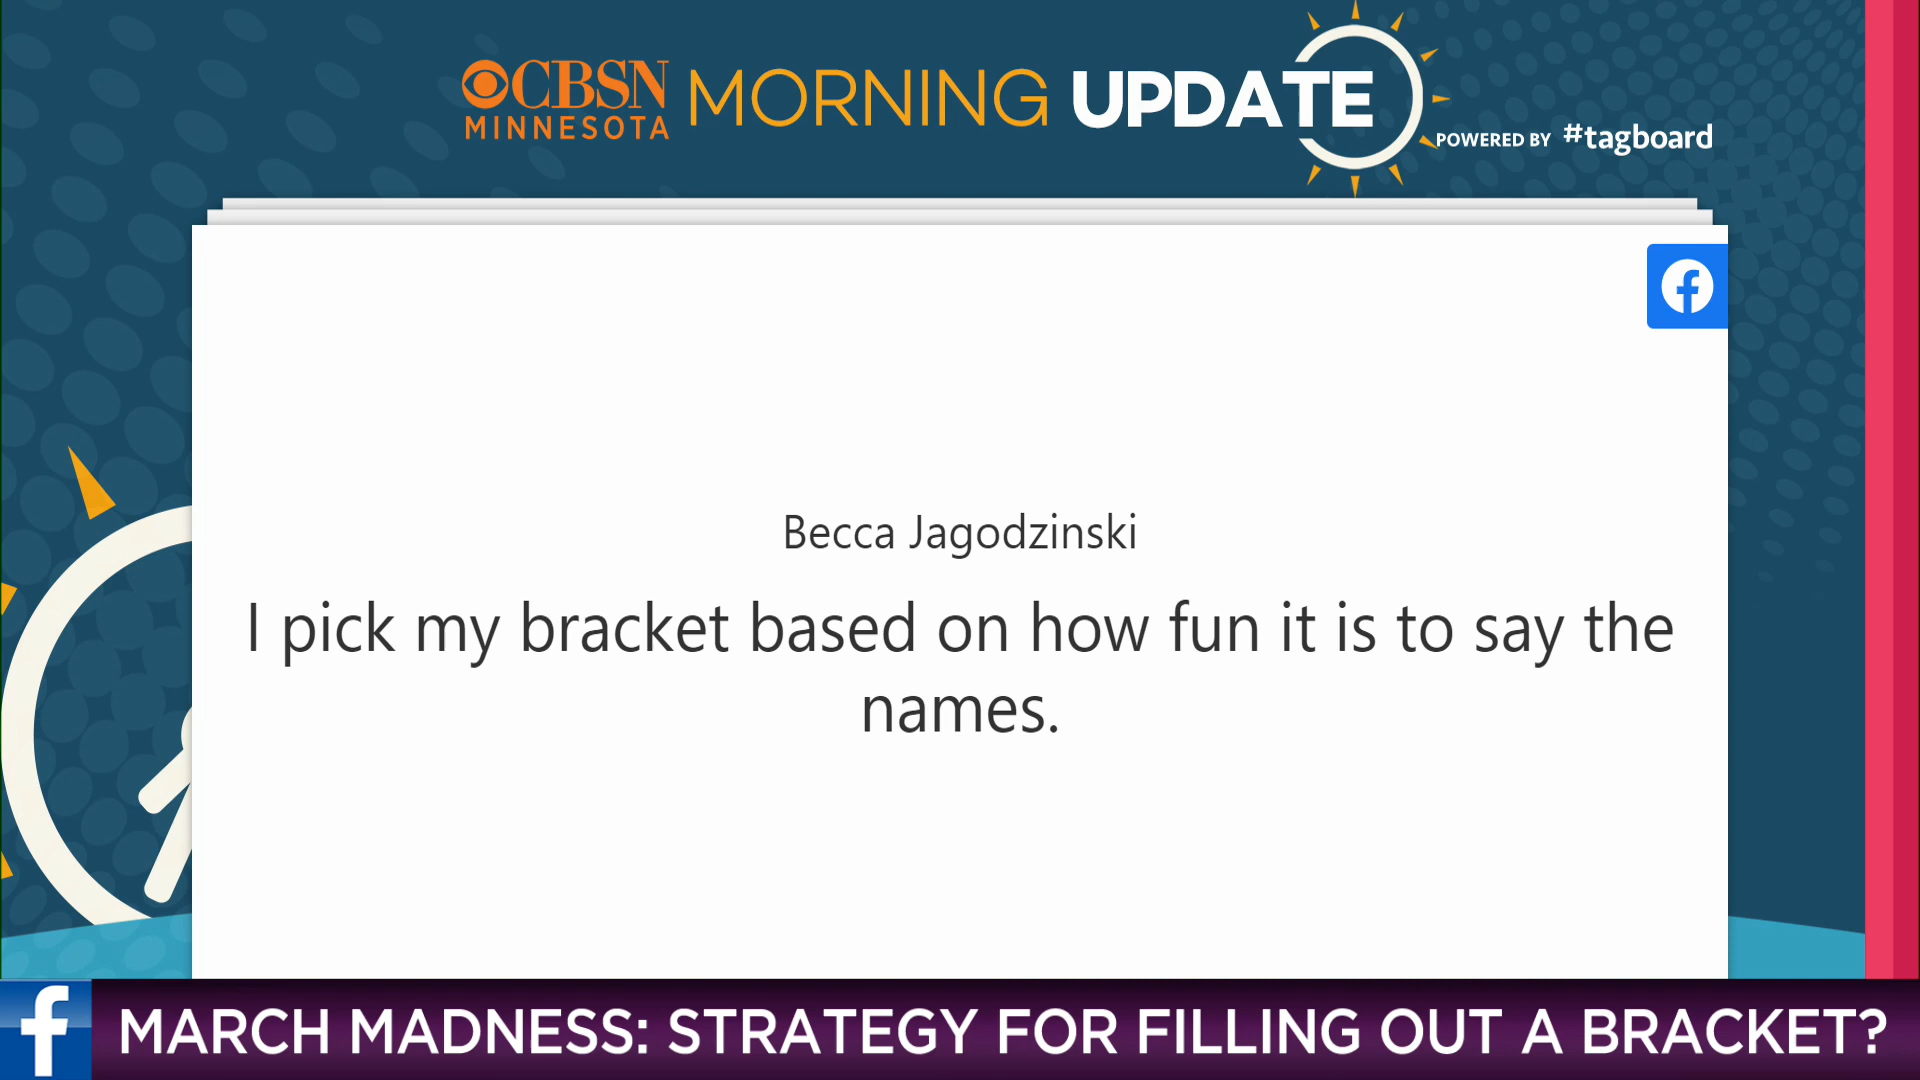 CBSN
MINNESOTA
MORNING UPDATE
POWERED BY #tagboard
Becca Jagodzinski
I pick my bracket based on how fun it is to say the
names.
MARCH MADNESS: STRATEGY FOR FILLING OUT A BRACKET?